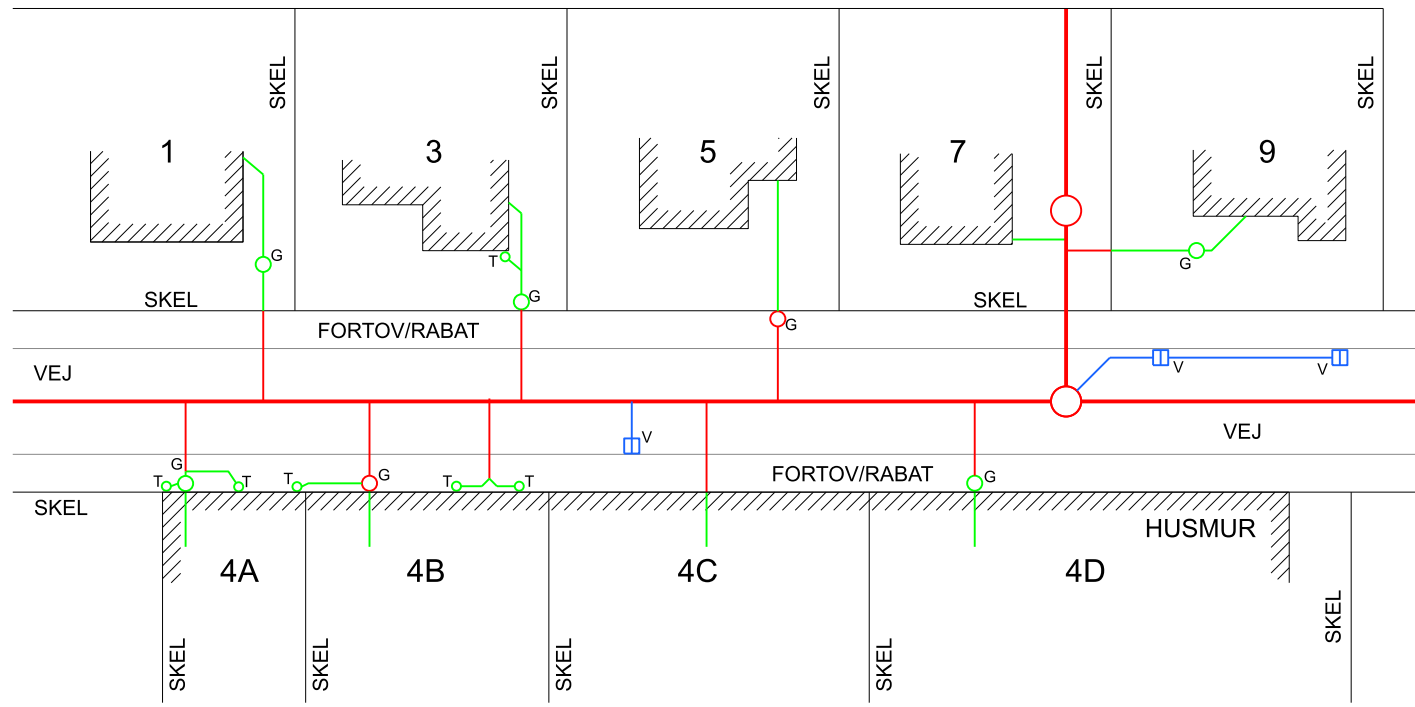 SKEL
SKEL
SKEL
SKEL
SKEL
1
3
5
7
9
G
T
G
G
G
SKEL
SKEL
FORTOV/RABAT
VEJ
V
V
V
VEJ
G
T
T
T
G
T
T
FORTOV/RABAT
G
SKEL
HUSMUR
4A
4B
4C
4D
SKEL
SKEL
SKEL
SKEL
SKEL